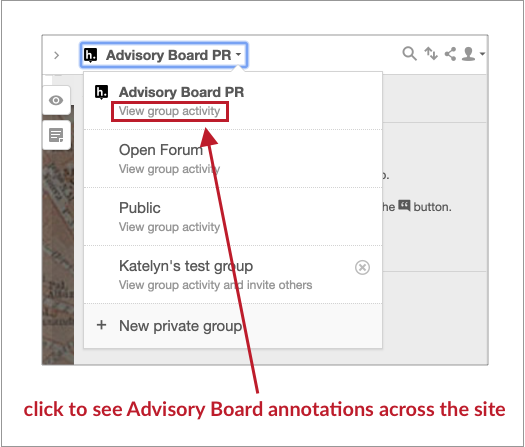 Advisory Board PR
Advisory Board PR
View group activity
Open Forum
View group activity
Public
View group activity
Katelyn's test group
View group activity and invite others
+ New private group
button.
click to see Advisory Board annotations across the site